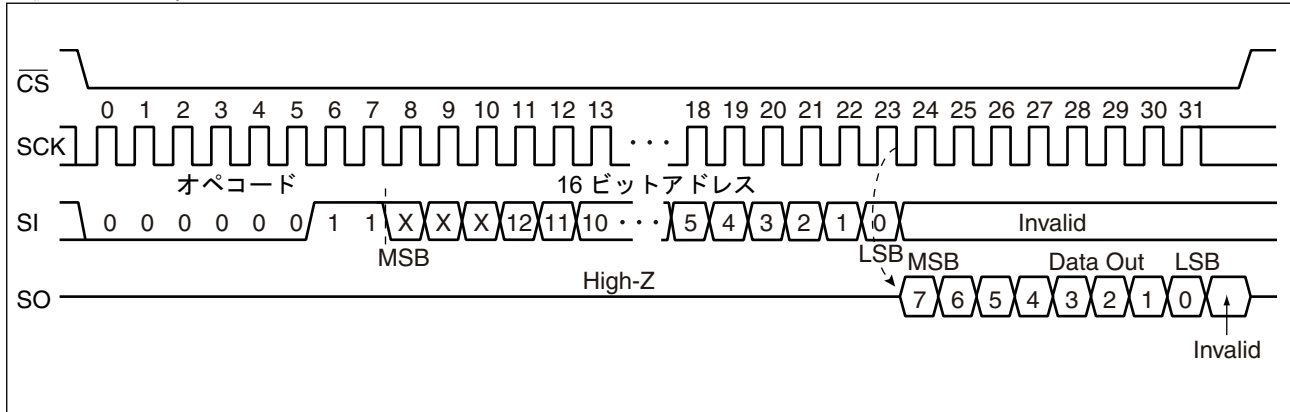 CS
0 1 2 3 4 5 6 7 8 9 10 11 12 13 18 19 20 21 22 23 24 25 26 27 28 29 30 31
SCK
···
オペコード 16 ビットアドレス
SI 0 0 0 0 0 0 1 1 X X X 12 11 10 ··· 5 4 3 2 1 0 Invalid
MSB LSB MSB Data Out LSB
High-Z
SO 7 6 5 4 3 2 1 0
Invalid